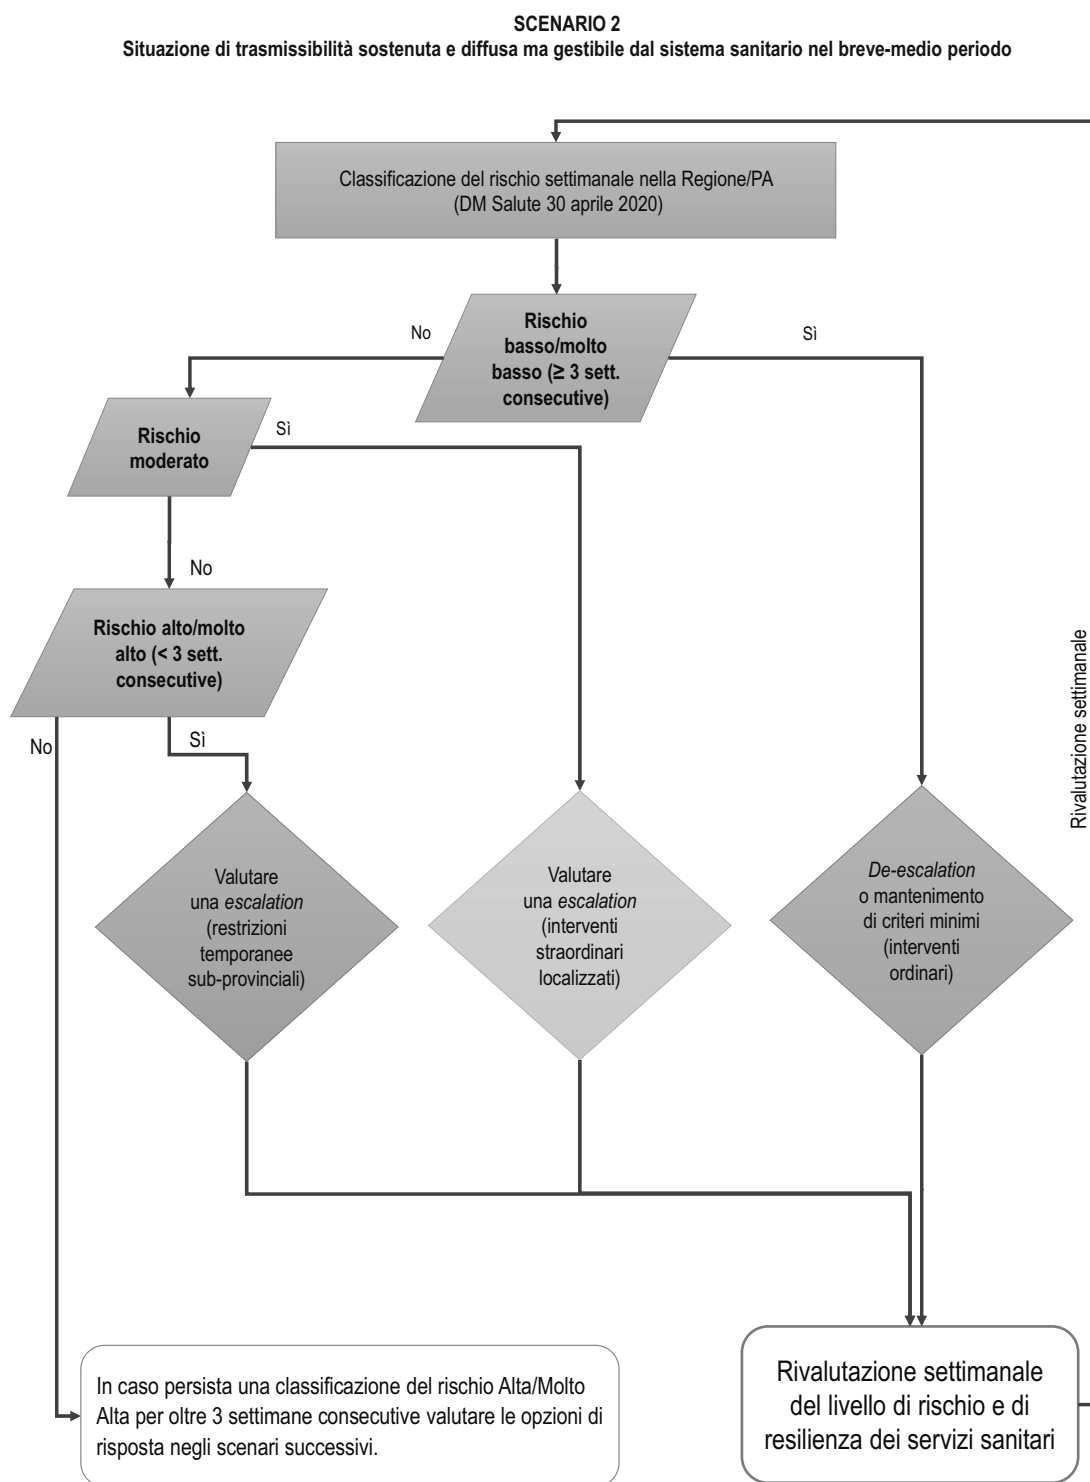 SCENARIO 2
Situazione di trasmissibilità sostenuta e diffusa ma gestibile dal sistema sanitario nel breve-medio periodo
Classificazione del rischio settimanale nella Regione/PA
(DM Salute 30 aprile 2020)
Rischio
basso/molto
basso (≥ 3 sett.
consecutive)
No
Sì
Rischio
moderato
Sì
No
Rischio alto/molto
alto (< 3 sett.
consecutive)
No
Sì
Rivalutazione settimanale
Valutare
una escalation
(restrizioni
temporanee
sub-provinciali)
Valutare
una escalation
(interventi
straordinari
localizzati)
De-escalation
o mantenimento
di criteri minimi
(interventi
ordinari)
In caso persista una classificazione del rischio Alta/Molto
Alta per oltre 3 settimane consecutive valutare le opzioni di
risposta negli scenari successivi.
Rivalutazione settimanale
del livello di rischio e di
resilienza dei servizi sanitari